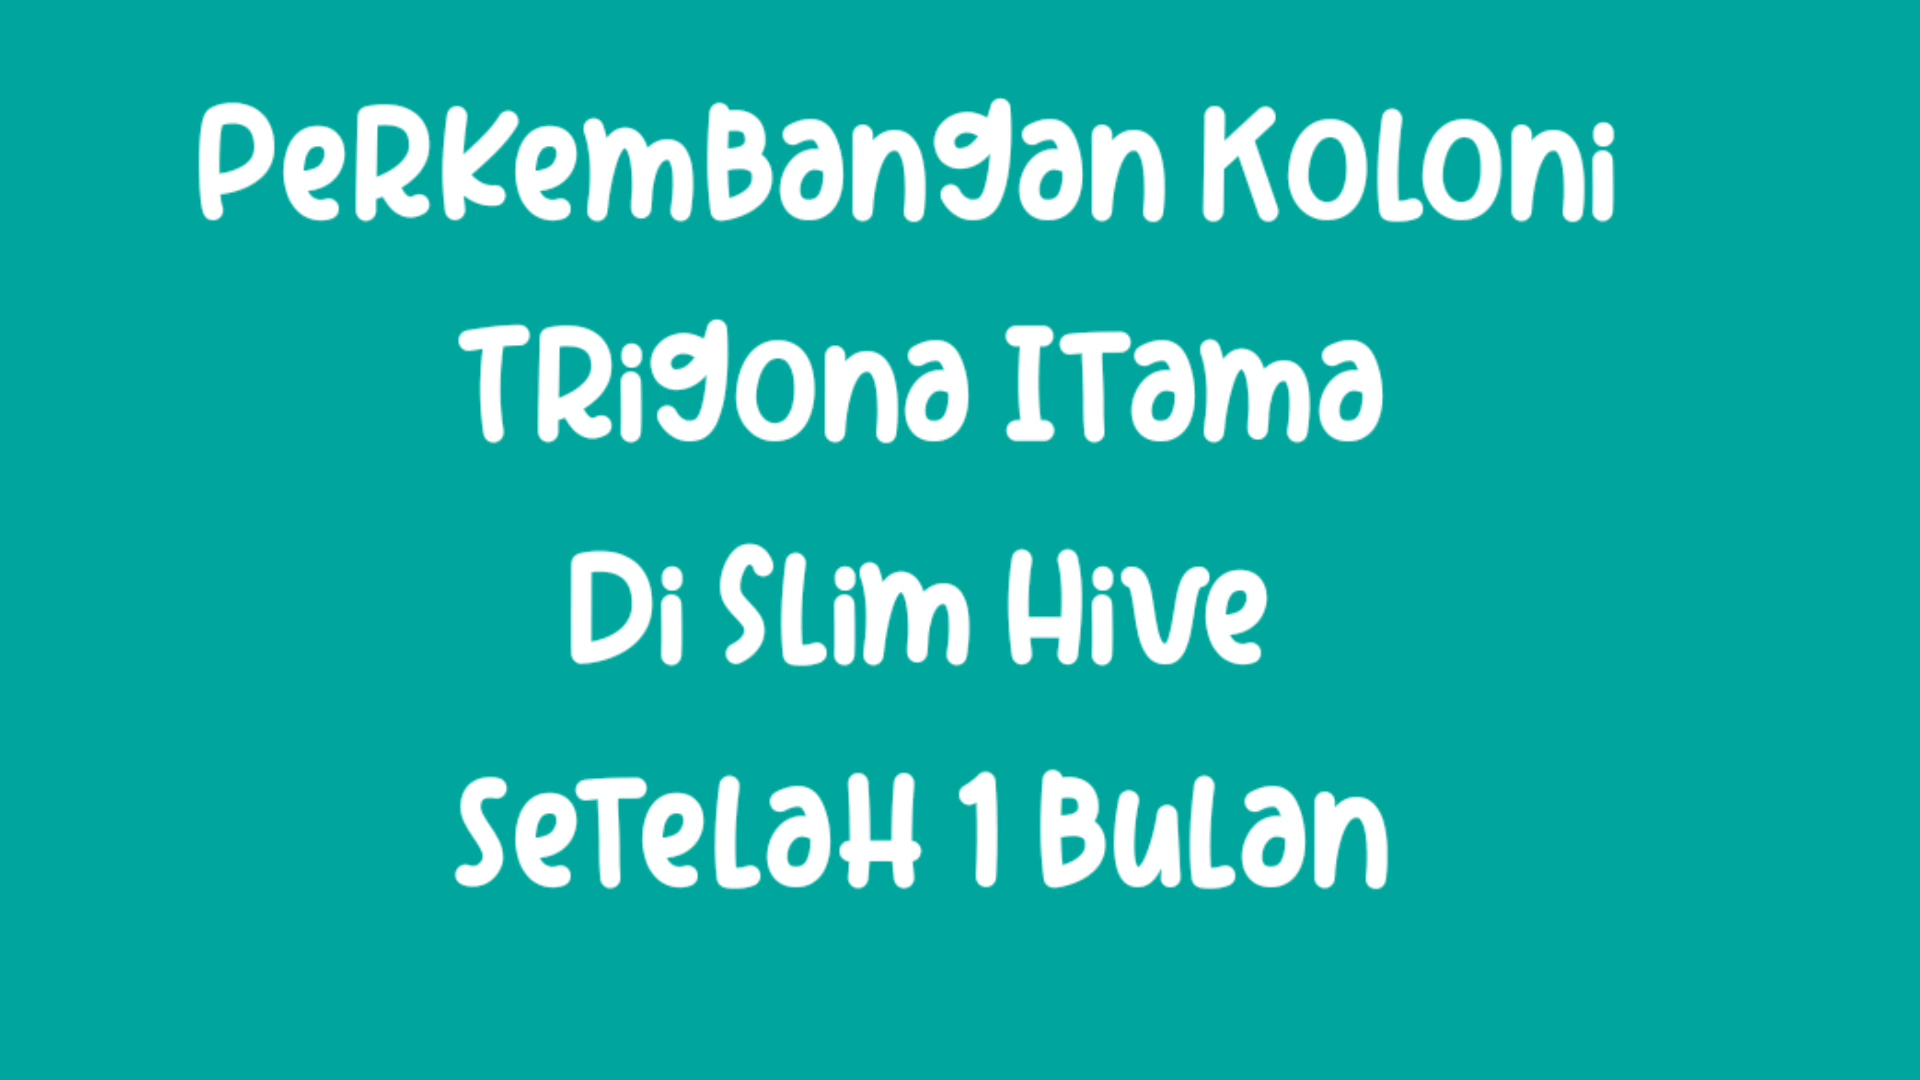 Perkembangan Koloni
Trigona Itama
Di Slim Hive
Setelah 1 Bulan